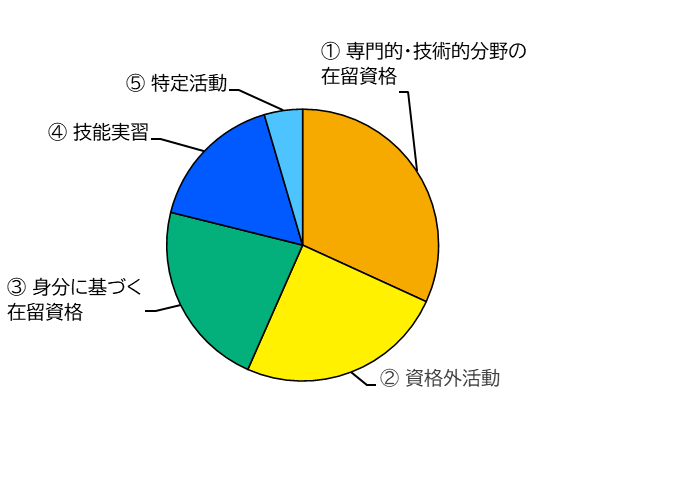 ① 専門的・技術的分野の
在留資格
② 資格外活動
③ 身分に基づく
在留資格
④ 技能実習
⑤ 特定活動